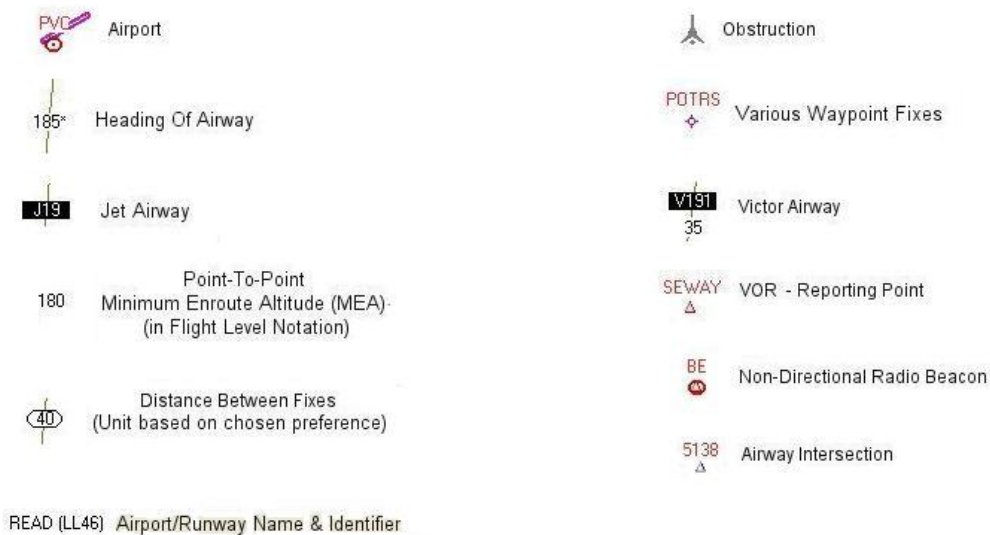 PVC
Airport
185*
Heading Of Airway
J19
Jet Airway
180
Point-To-Point
Minimum Enroute Altitude (MEA)
(in Flight Level Notation)
40
Distance Between Fixes
(Unit based on chosen preference)
READ (LL46) Airport/Runway Name & Identifier
Obstruction
POTRS
Various Waypoint Fixes
V191
35
Victor Airway
SEWAY
VOR - Reporting Point
BE
Non-Directional Radio Beacon
5138
Airway Intersection